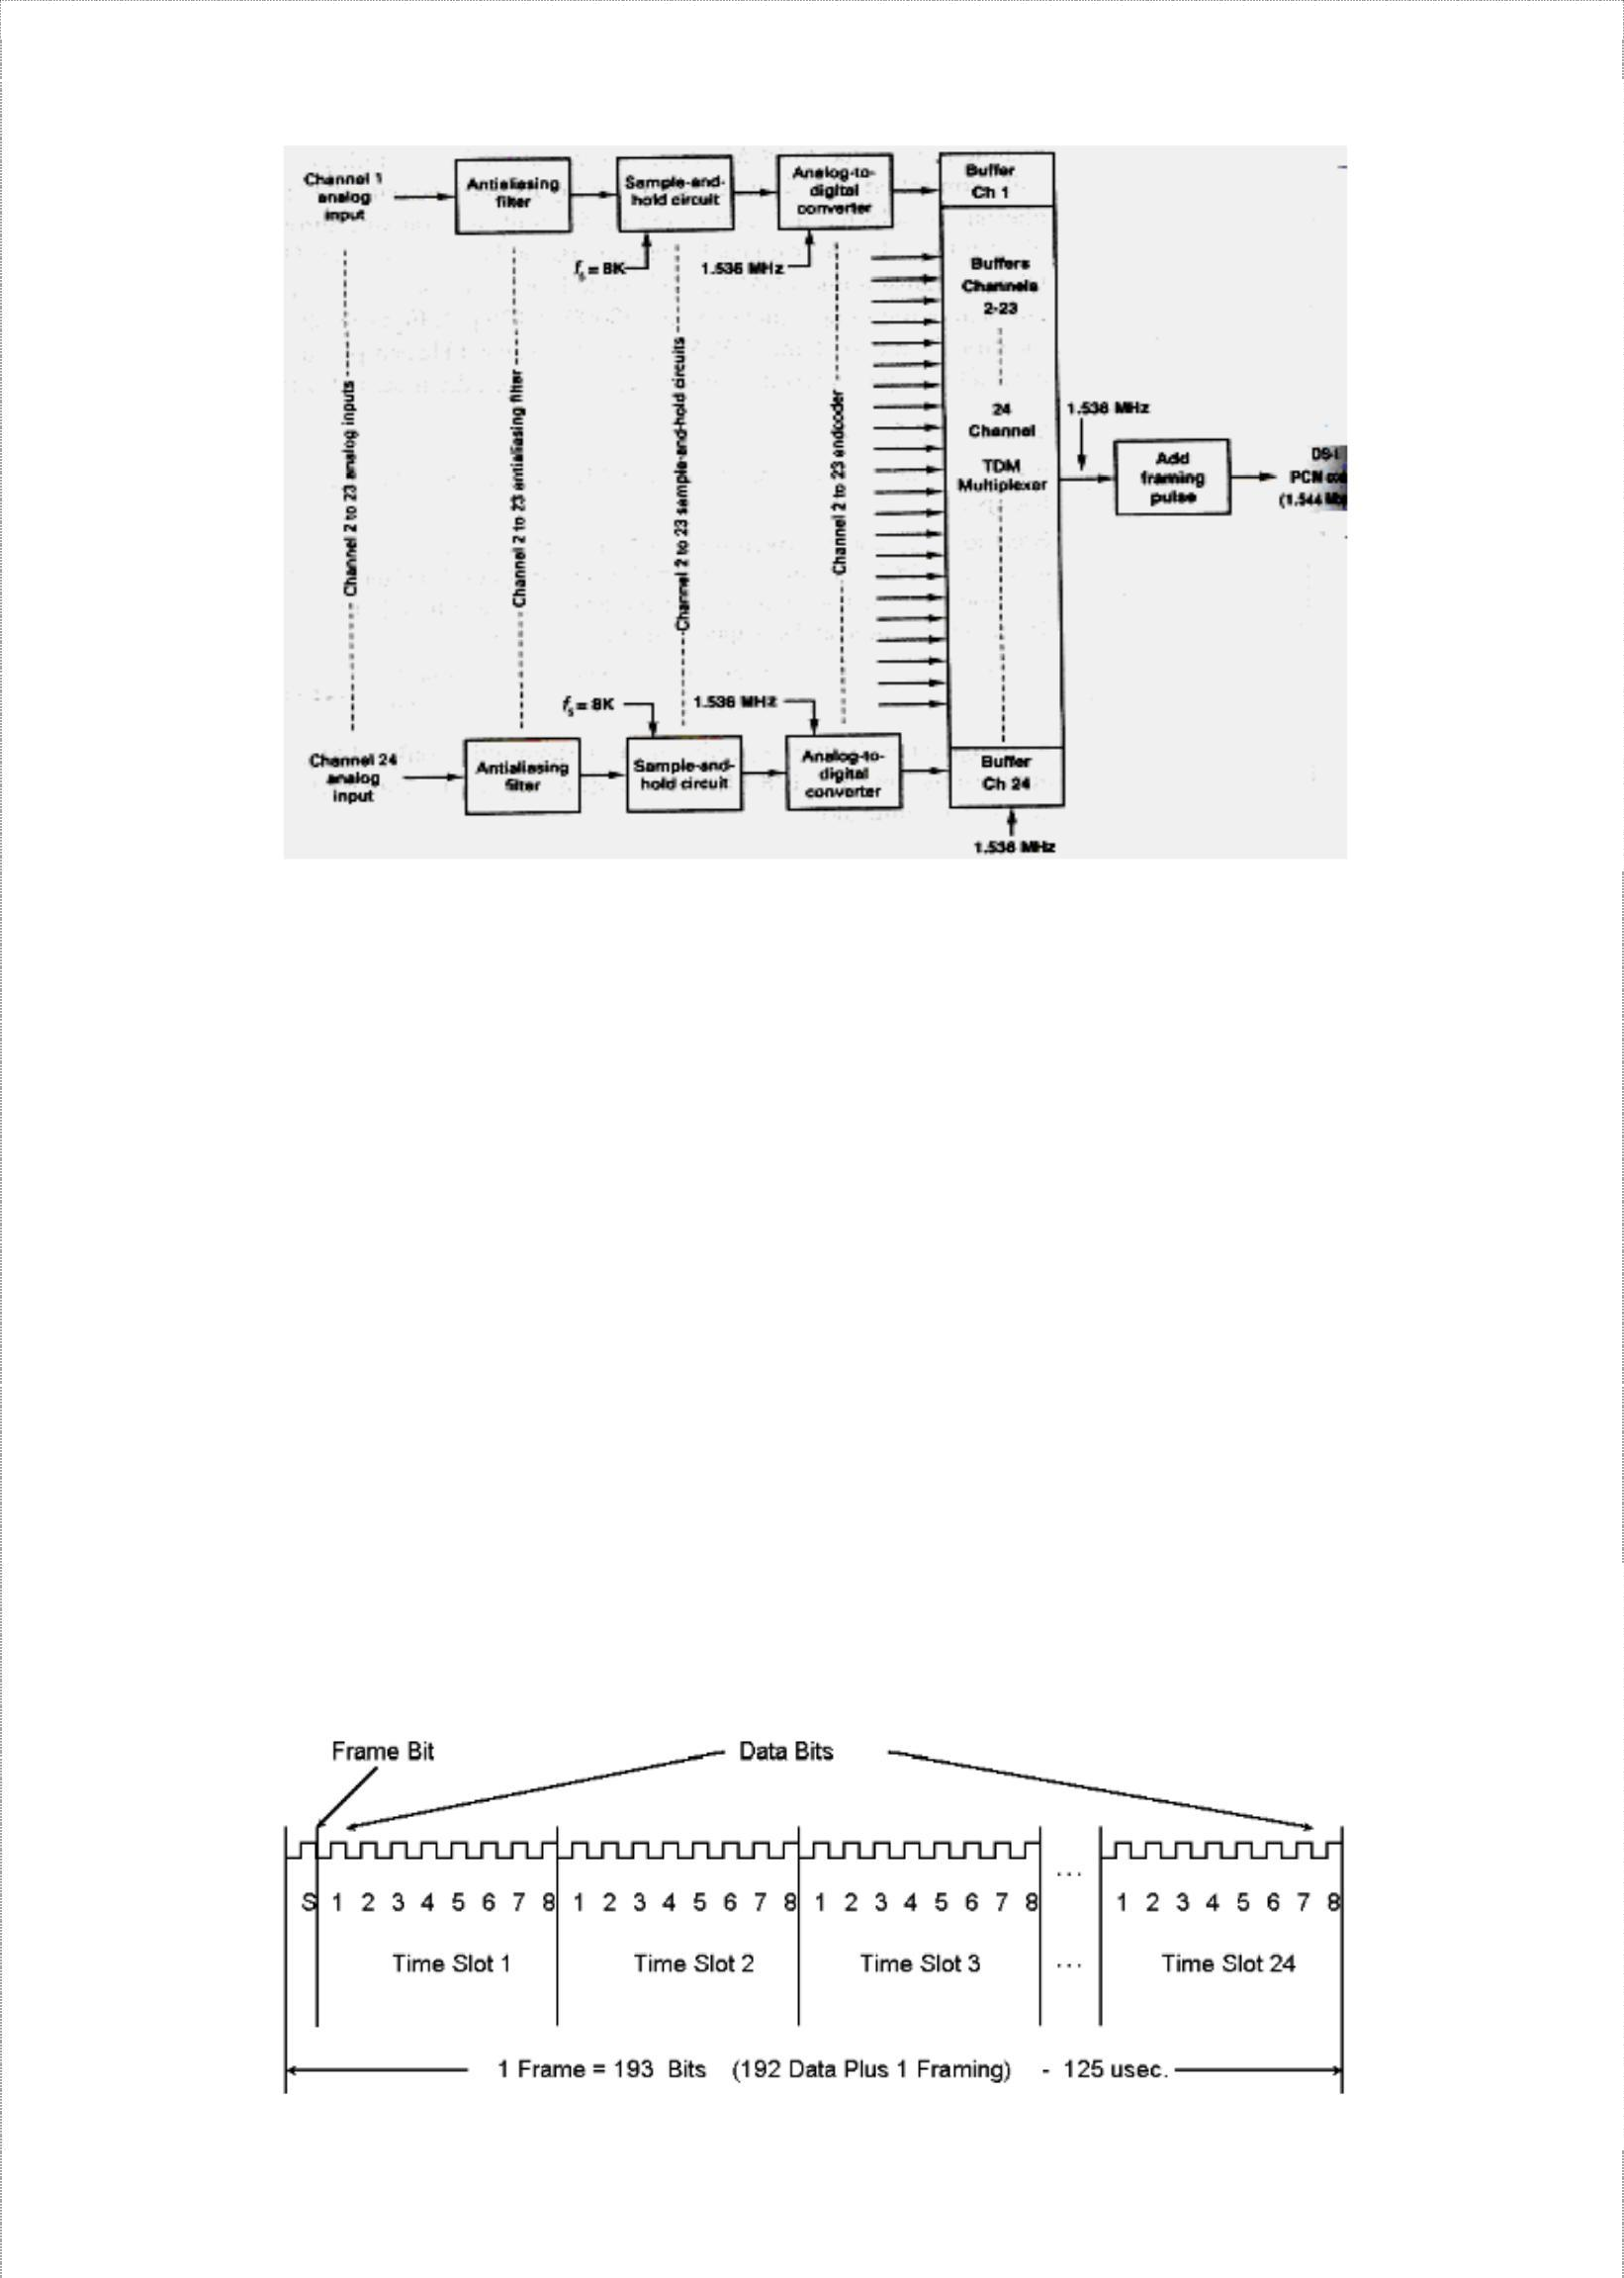 Channel 1
analog
input
Antialiasing
filter
Sample-and-
hold circuit
Analog-to-
digital
converter
Buffer
Ch 1
fs = 8K
1.536 MHz
Buffers
Channels
2-23
Channel 2 to 23 analog inputs
Channel 2 to 23 antialiasing filter
Channel 2 to 23 sample-and-hold circuits
Channel 2 to 23 endcoder
24
Channel
TDM
Multiplexer
1.536 MHz
Add
framing
pulse
PCM
(1.544
fs = 8K
1.536 MHz
Channel 24
analog
input
Antialiasing
filter
Sample-and-
hold circuit
Analog-to-
digital
converter
Buffer
Ch 24
1.536 MHz
Frame Bit
Data Bits
S 1 2 3 4 5 6 7 8 1 2 3 4 5 6 7 8 1 2 3 4 5 6 7 8 ... 1 2 3 4 5 6 7 8
Time Slot 1 Time Slot 2 Time Slot 3 ... Time Slot 24
1 Frame = 193 Bits (192 Data Plus 1 Framing) - 125 usec.